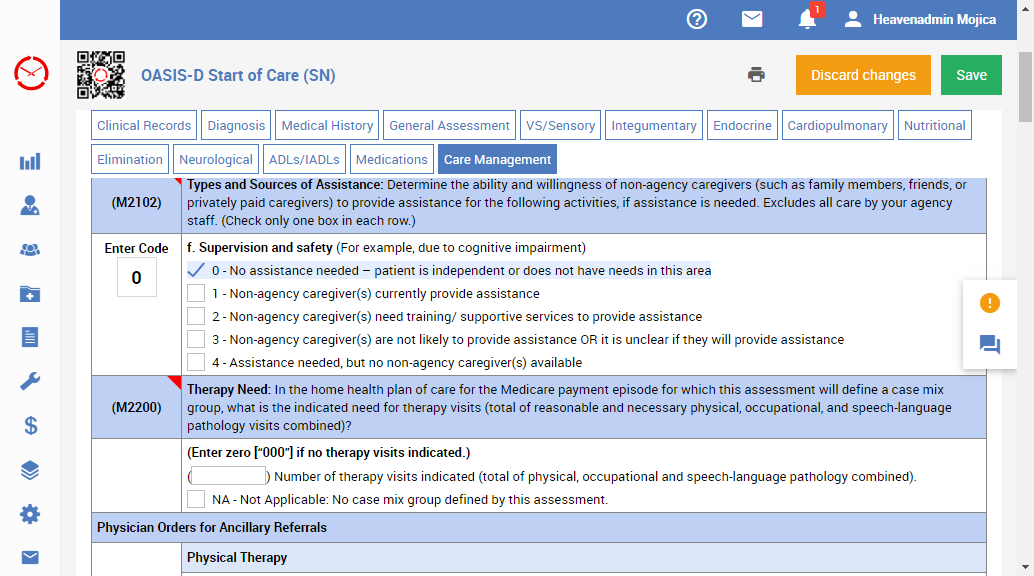 1
Heavenadmin Mojica
OASIS-D Start of Care (SN)
Discard changes
Save
Clinical Records
Diagnosis
Medical History
General Assessment
VS/Sensory
Integumentary
Endocrine
Cardiopulmonary
Nutritional
Elimination
Neurological
ADLs/IADLs
Medications
Care Management
(M2102)
Types and Sources of Assistance: Determine the ability and willingness of non-agency caregivers (such as family members, friends, or
privately paid caregivers) to provide assistance for the following activities, if assistance is needed. Excludes all care by your agency
staff. (Check only one box in each row.)
Enter Code
0
f. Supervision and safety (For example, due to cognitive impairment)
0 - No assistance needed – patient is independent or does not have needs in this area
1 - Non-agency caregiver(s) currently provide assistance
2 - Non-agency caregiver(s) need training/ supportive services to provide assistance
3 - Non-agency caregiver(s) are not likely to provide assistance OR it is unclear if they will provide assistance
4 - Assistance needed, but no non-agency caregiver(s) available
(M2200)
Therapy Need: In the home health plan of care for the Medicare payment episode for which this assessment will define a case mix
group, what is the indicated need for therapy visits (total of reasonable and necessary physical, occupational, and speech-language
pathology visits combined)?
(Enter zero ["000"] if no therapy visits indicated.)
( ) Number of therapy visits indicated (total of physical, occupational and speech-language pathology combined).
NA - Not Applicable: No case mix group defined by this assessment.
Physician Orders for Ancillary Referrals
Physical Therapy